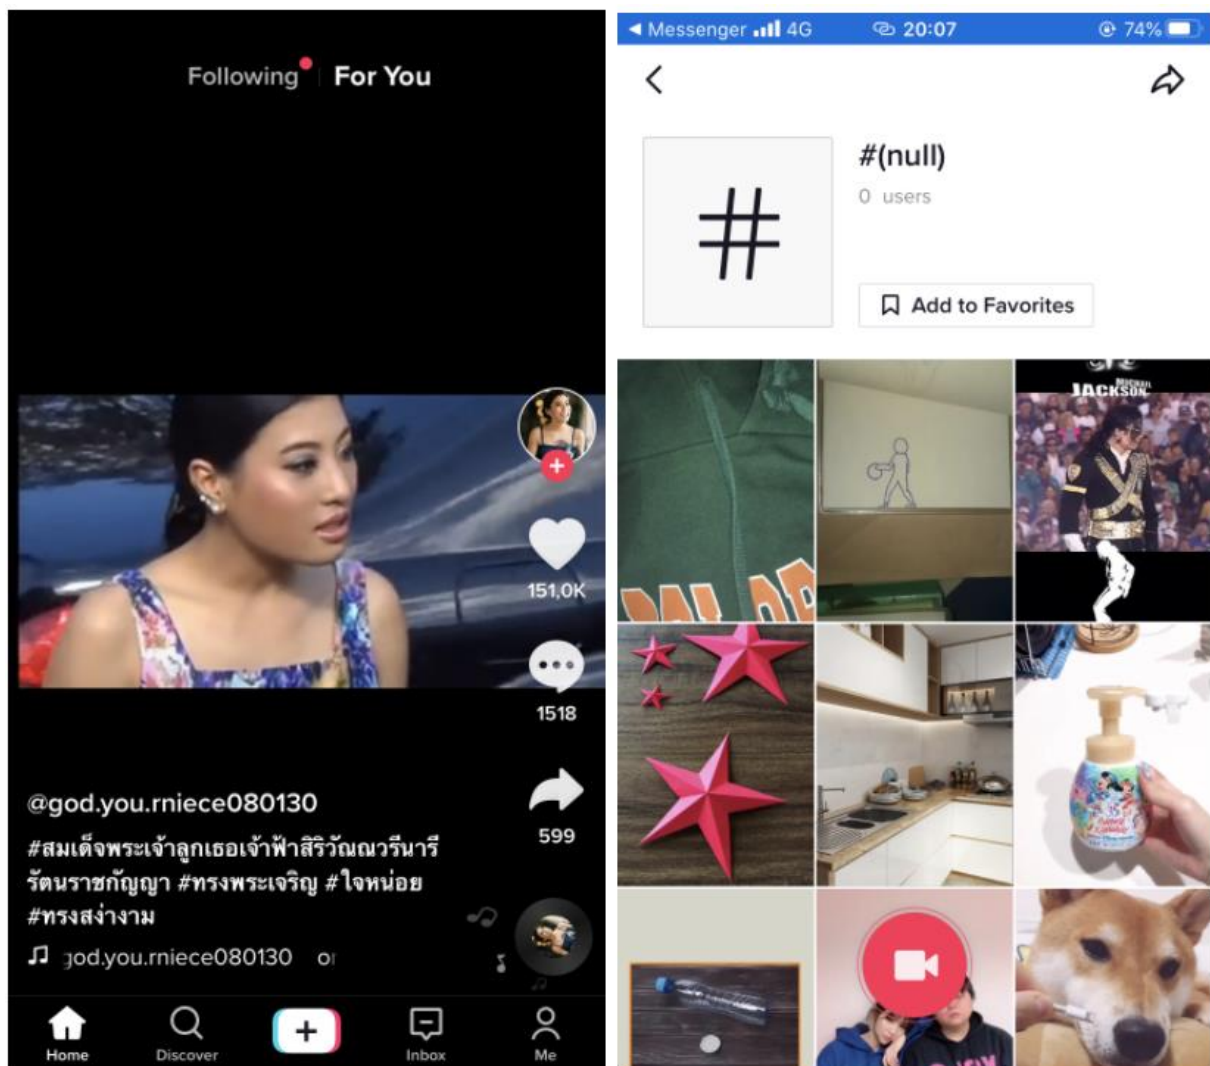 Following
For You
151,0K
1518
599
@god.you.rniece080130
#สมเด็จพระเจ้าลูกเธอเจ้าฟ้าสิริวัณณวรีนารี
รัตนราชกัญญา #ทรงพระเจริญ #ใจหน่อย
#ทรงสง่างาม
god.you.rniece080130 or
Home
Discover
Inbox
Me
Messenger 4G 20:07 74%
#(null)
0 users
Add to Favorites
MICHAEL
JACKSON
35